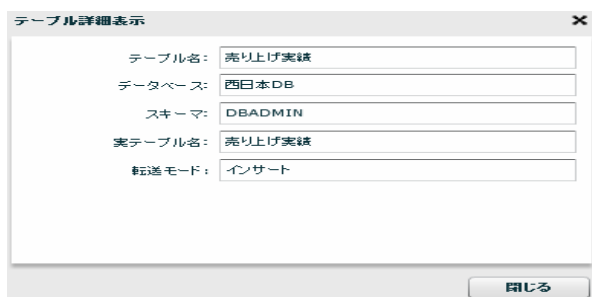 テーブル詳細表示
テーブル名: 売り上げ実績
データベース: 西日本DB
スキーマ: DBADMIN
実テーブル名: 売り上げ実績
転送モード: インサート
閉じる